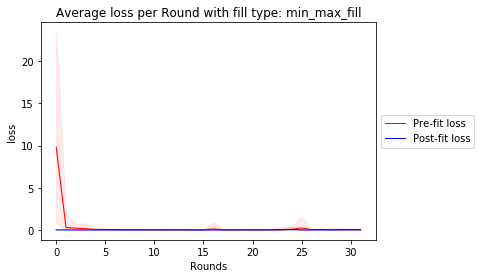 Average loss per Round with fill type: min_max_fill
20
15
10
5
0
loss
0
5
10
15
20
25
30
Rounds
Pre-fit loss
Post-fit loss